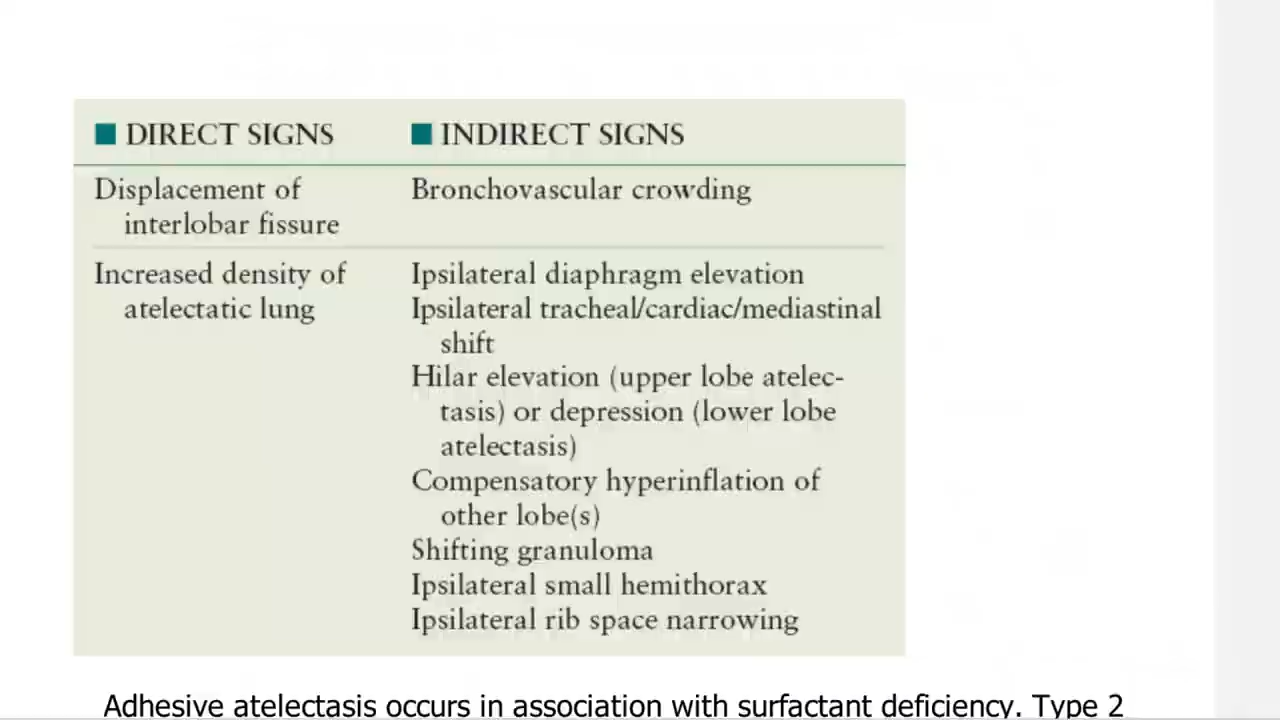 DIRECT SIGNS
Displacement of
interlobar fissure
Increased density of
atelectatic lung
INDIRECT SIGNS
Bronchovascular crowding
Ipsilateral diaphragm elevation
Ipsilateral tracheal/cardiac/mediastinal
shift
Hilar elevation (upper lobe atelec-
tasis) or depression (lower lobe
atelectasis)
Compensatory hyperinflation of
other lobe(s)
Shifting granuloma
Ipsilateral small hemithorax
Ipsilateral rib space narrowing
Adhesive atelectasis occurs in association with surfactant deficiency. Type 2